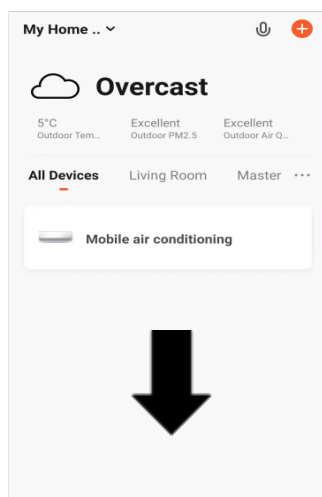 My Home ..
Overcast
5°C Excellent Excellent
Outdoor Tem... Outdoor PM2.5 Outdoor Air Q...
All Devices Living Room Master ...
Mobile air conditioning